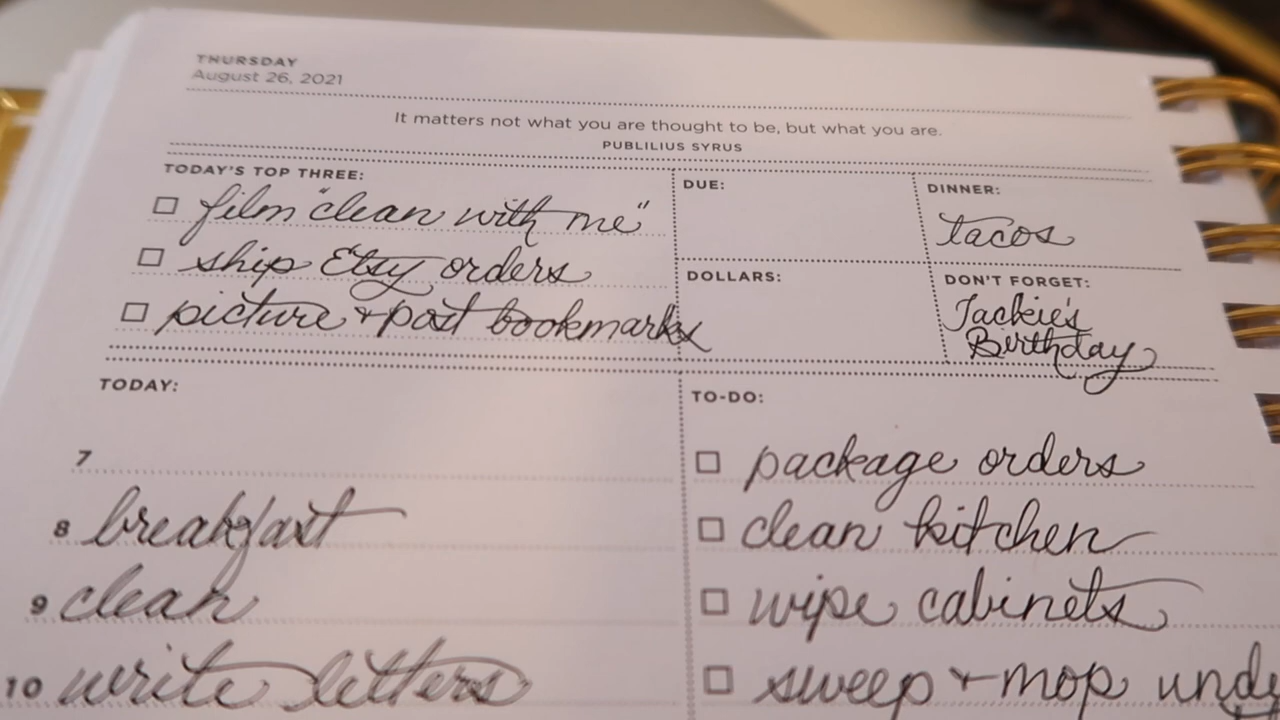 THURSDAY
August 26, 2021
It matters not what you are thought to be, but what you are.
PUBLILIUS SYRUS
TODAY'S TOP THREE:
film "clean with me"
ship Etsy orders
picture + post bookmarks
DUE:
DOLLARS:
DINNER:
tacos
DON'T FORGET:
Jackie's
Birthday
TODAY:
7
8 breakfast
9 clean
10 write letters
TO-DO:
package orders
clean kitchen
wipe cabinets
sweep + mop